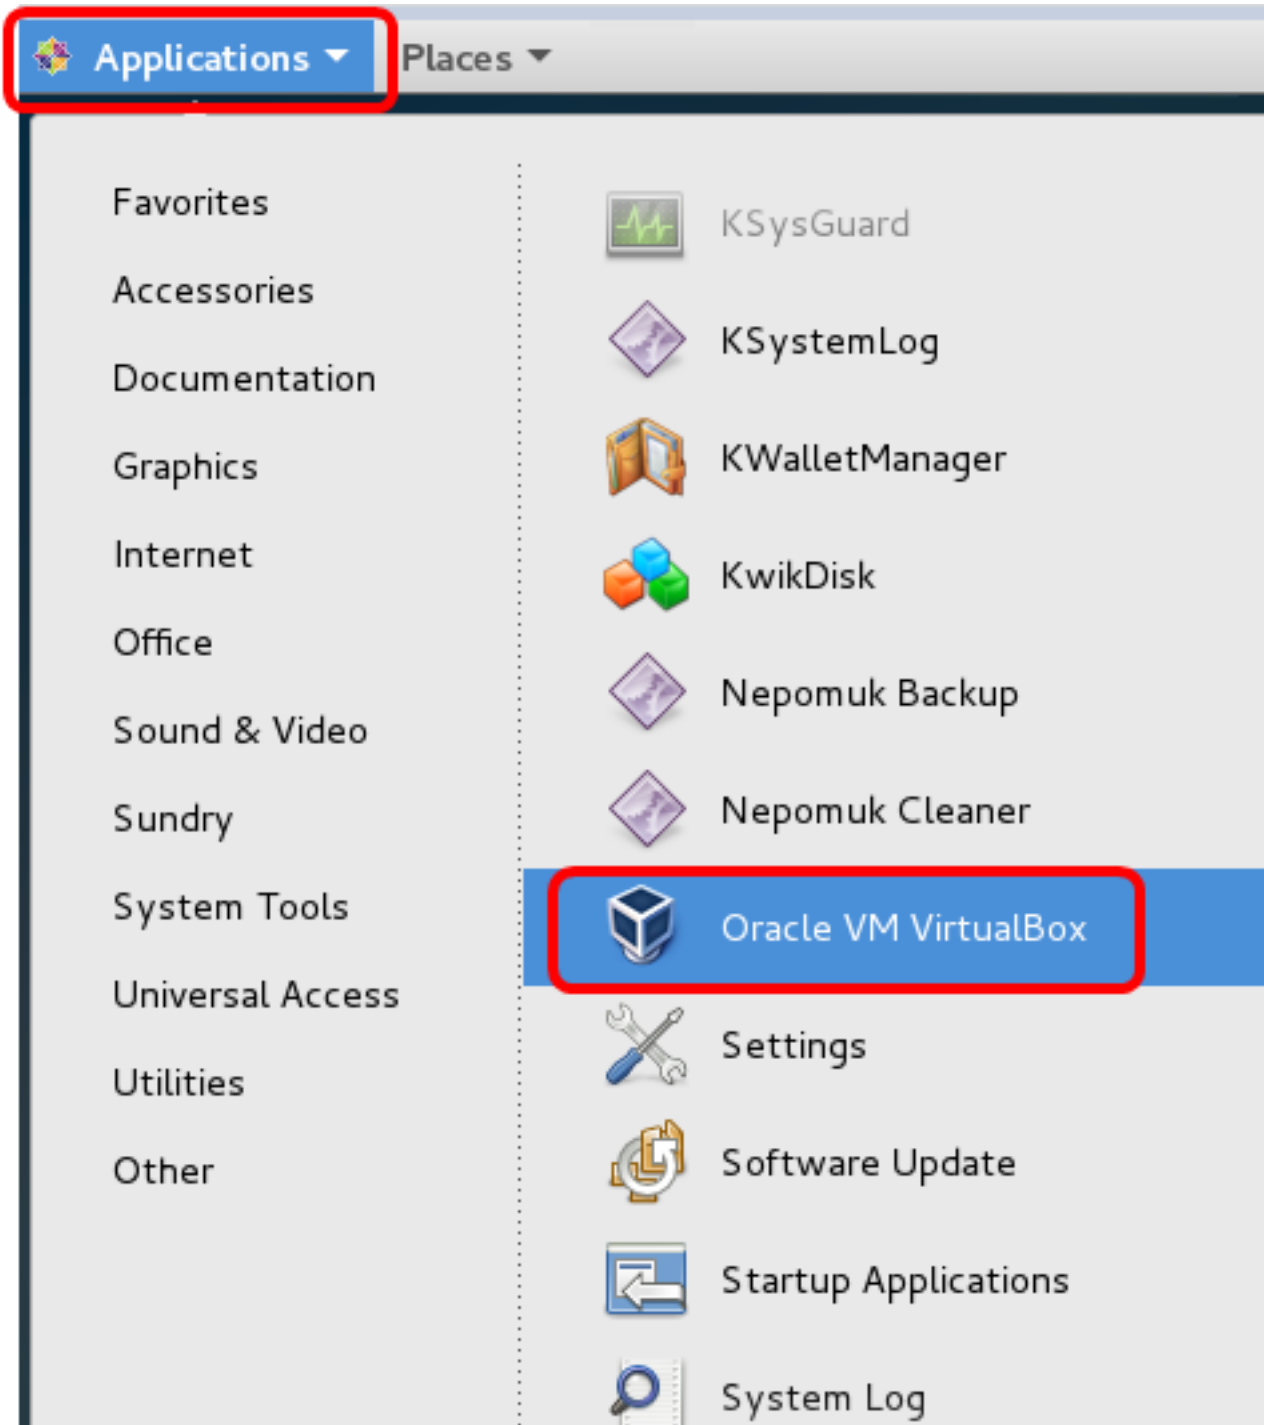 Applications Places
Favorites
Accessories
Documentation
Graphics
Internet
Office
Sound & Video
Sundry
System Tools
Universal Access
Utilities
Other
KSysGuard
KSystemLog
KWalletManager
KwikDisk
Nepomuk Backup
Nepomuk Cleaner
Oracle VM VirtualBox
Settings
Software Update
Startup Applications
System Log